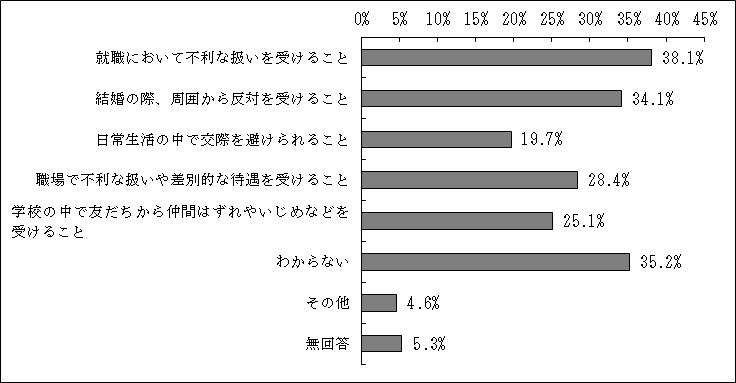 0% 5% 10% 15% 20% 25% 30% 35% 40% 45%
就職において不利な扱いを受けること 38.1%
結婚の際、周囲から反対を受けること 34.1%
日常生活の中で交際を避けられること 19.7%
職場で不利な扱いや差別的な待遇を受けること 28.4%
学校の中で友だちから仲間はずれやいじめなどを
受けること 25.1%
わからない 35.2%
その他 4.6%
無回答 5.3%